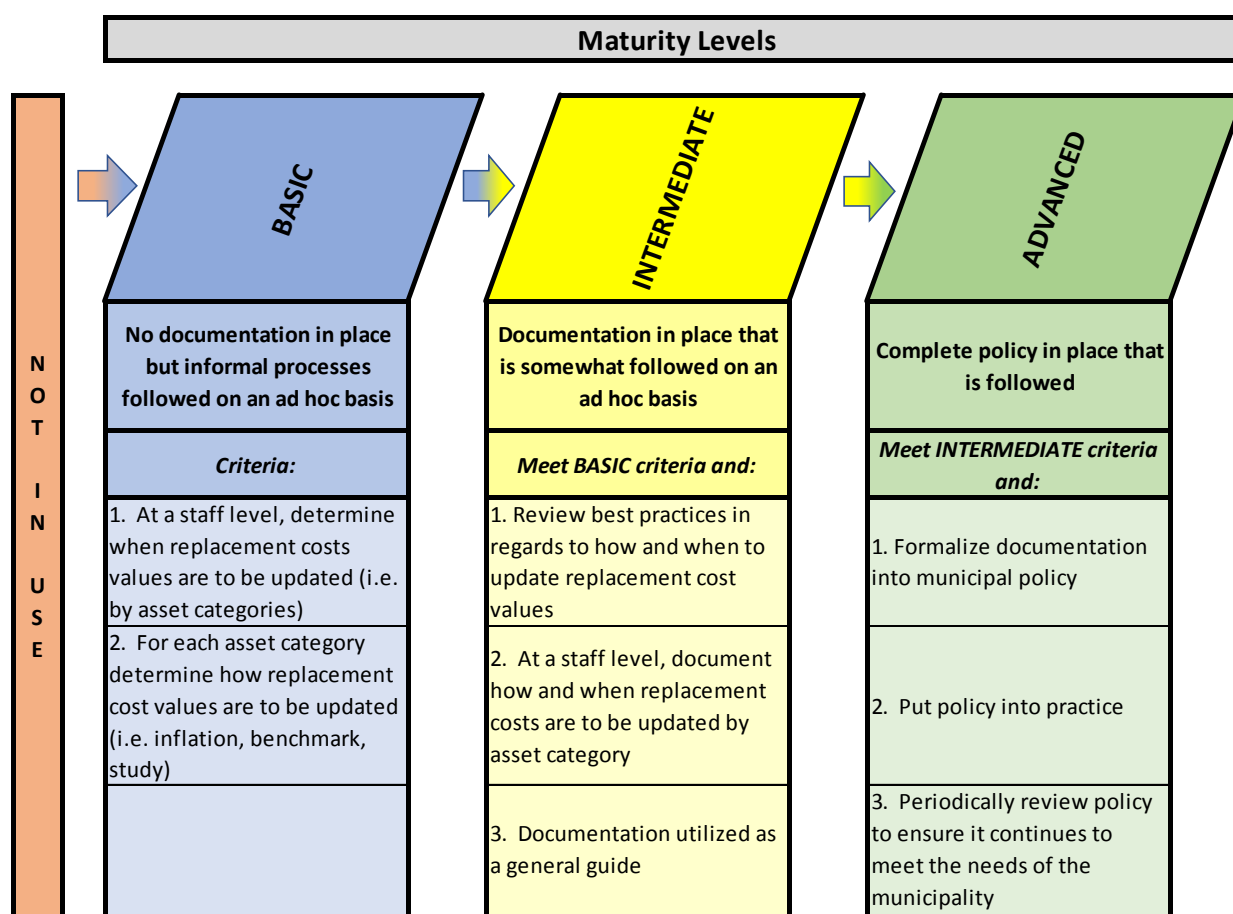 Maturity Levels
NOT IN USE
BASIC
No documentation in place
but informal processes
followed on an ad hoc basis
Criteria:
1.  At a staff level, determine
when replacement costs
values are to be updated (i.e.
by asset categories)
2.  For each asset category
determine how replacement
cost values are to be updated
(i.e. inflation, benchmark,
study)
INTERMEDIATE
Documentation in place that
is somewhat followed on an
ad hoc basis
Meet BASIC criteria and:
1. Review best practices in
regards to how and when to
update replacement cost
values
2.  At a staff level, document
how and when replacement
costs are to be updated by
asset category
3.  Documentation utilized as
a general guide
ADVANCED
Complete policy in place that
is followed
Meet INTERMEDIATE criteria
and:
1. Formalize documentation
into municipal policy
2.  Put policy into practice
3.  Periodically review policy
to ensure it continues to
meet the needs of the
municipality